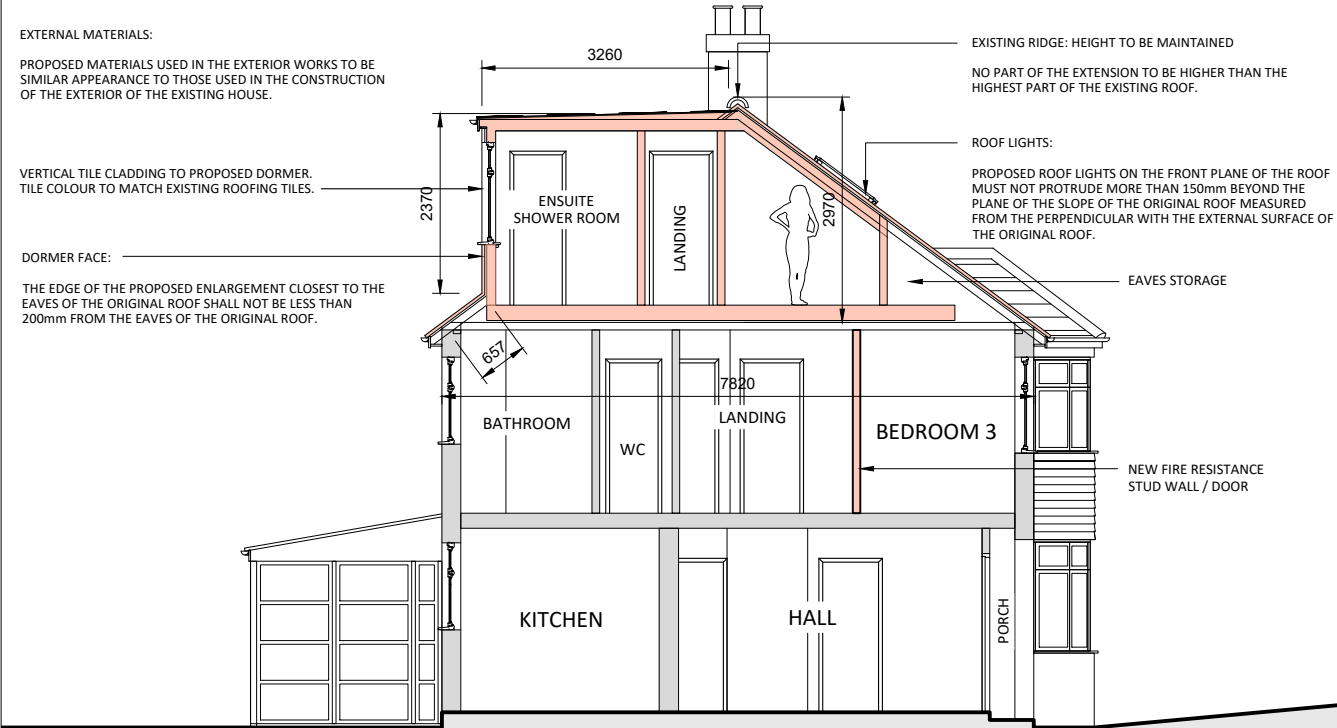 EXTERNAL MATERIALS:
PROPOSED MATERIALS USED IN THE EXTERIOR WORKS TO BE
SIMILAR APPEARANCE TO THOSE USED IN THE CONSTRUCTION
OF THE EXTERIOR OF THE EXISTING HOUSE.
VERTICAL TILE CLADDING TO PROPOSED DORMER.
TILE COLOUR TO MATCH EXISTING ROOFING TILES.
DORMER FACE:
THE EDGE OF THE PROPOSED ENLARGEMENT CLOSEST TO THE
EAVES OF THE ORIGINAL ROOF SHALL NOT BE LESS THAN
200mm FROM THE EAVES OF THE ORIGINAL ROOF.
3260
2370
2970
657
7820
ENSUITE
SHOWER ROOM
LANDING
BATHROOM
WC
LANDING
BEDROOM 3
KITCHEN
HALL
PORCH
EXISTING RIDGE: HEIGHT TO BE MAINTAINED
NO PART OF THE EXTENSION TO BE HIGHER THAN THE
HIGHEST PART OF THE EXISTING ROOF.
ROOF LIGHTS:
PROPOSED ROOF LIGHTS ON THE FRONT PLANE OF THE ROOF
MUST NOT PROTRUDE MORE THAN 150mm BEYOND THE
PLANE OF THE SLOPE OF THE ORIGINAL ROOF MEASURED
FROM THE PERPENDICULAR WITH THE EXTERNAL SURFACE OF
THE ORIGINAL ROOF.
EAVES STORAGE
NEW FIRE RESISTANCE
STUD WALL / DOOR